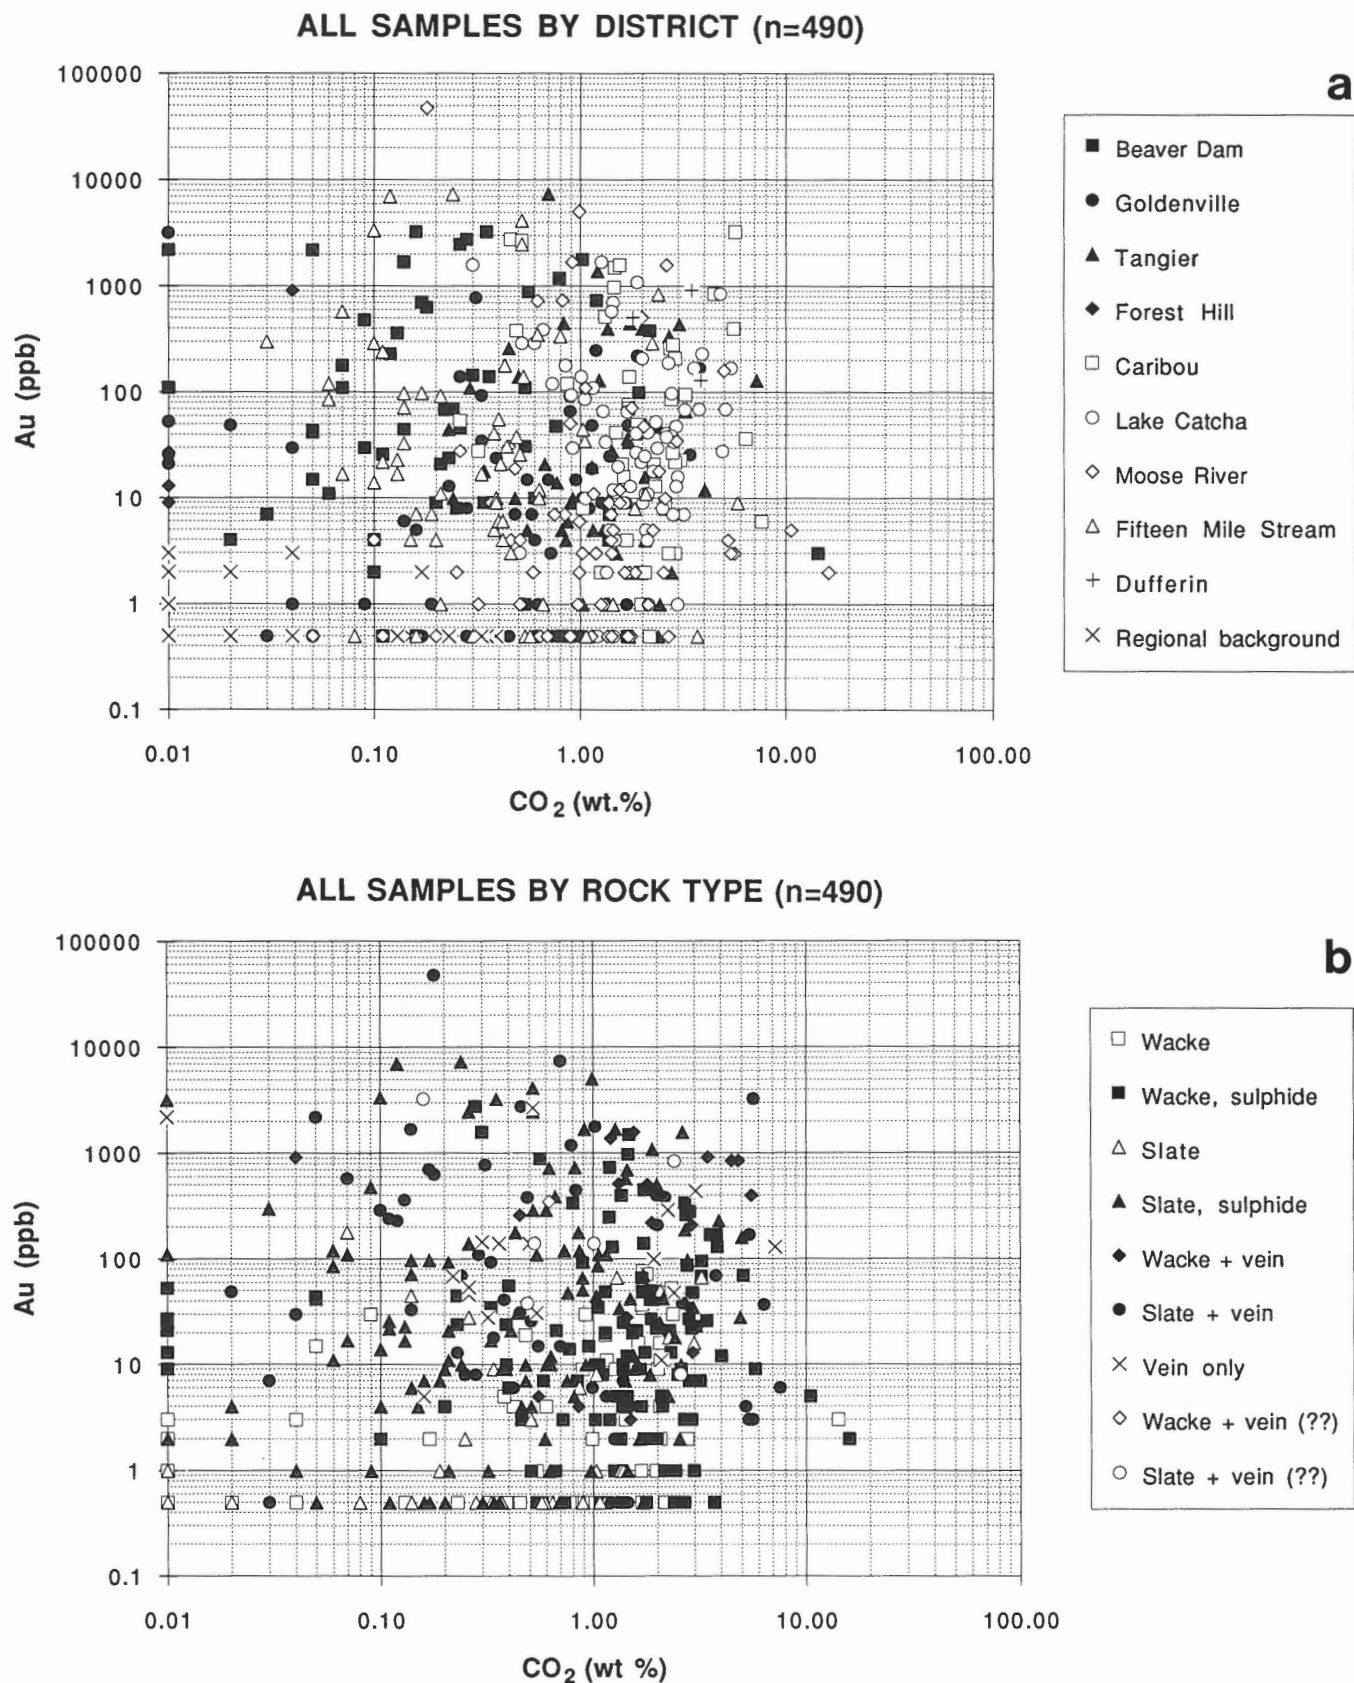 ALL SAMPLES BY DISTRICT (n=490)
a
100000
10000
1000
100
10
1
0.1
Au (ppb)
0.01 0.10 1.00 10.00 100.00
CO2 (wt.%)
Beaver Dam
Goldenville
Tangier
Forest Hill
Caribou
Lake Catcha
Moose River
Fifteen Mile Stream
Dufferin
Regional background
ALL SAMPLES BY ROCK TYPE (n=490)
b
100000
10000
1000
100
10
1
0.1
Au (ppb)
0.01 0.10 1.00 10.00 100.00
CO2 (wt %)
Wacke
Wacke, sulphide
Slate
Slate, sulphide
Wacke + vein
Slate + vein
Vein only
Wacke + vein (??)
Slate + vein (??)